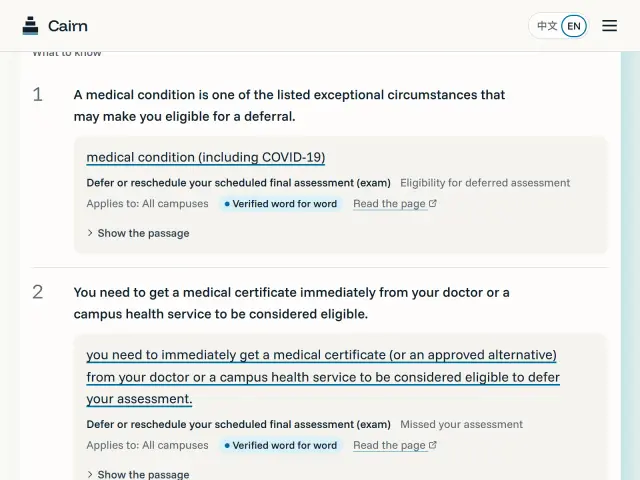 Cairn
中文 EN
What to know
1
A medical condition is one of the listed exceptional circumstances that
may make you eligible for a deferral.
medical condition (including COVID-19)
Defer or reschedule your scheduled final assessment (exam) Eligibility for deferred assessment
Applies to: All campuses Verified word for word Read the page
Show the passage
2
You need to get a medical certificate immediately from your doctor or a
campus health service to be considered eligible.
you need to immediately get a medical certificate (or an approved alternative)
from your doctor or a campus health service to be considered eligible to defer
your assessment.
Defer or reschedule your scheduled final assessment (exam) Missed your assessment
Applies to: All campuses Verified word for word Read the page
Show the passage